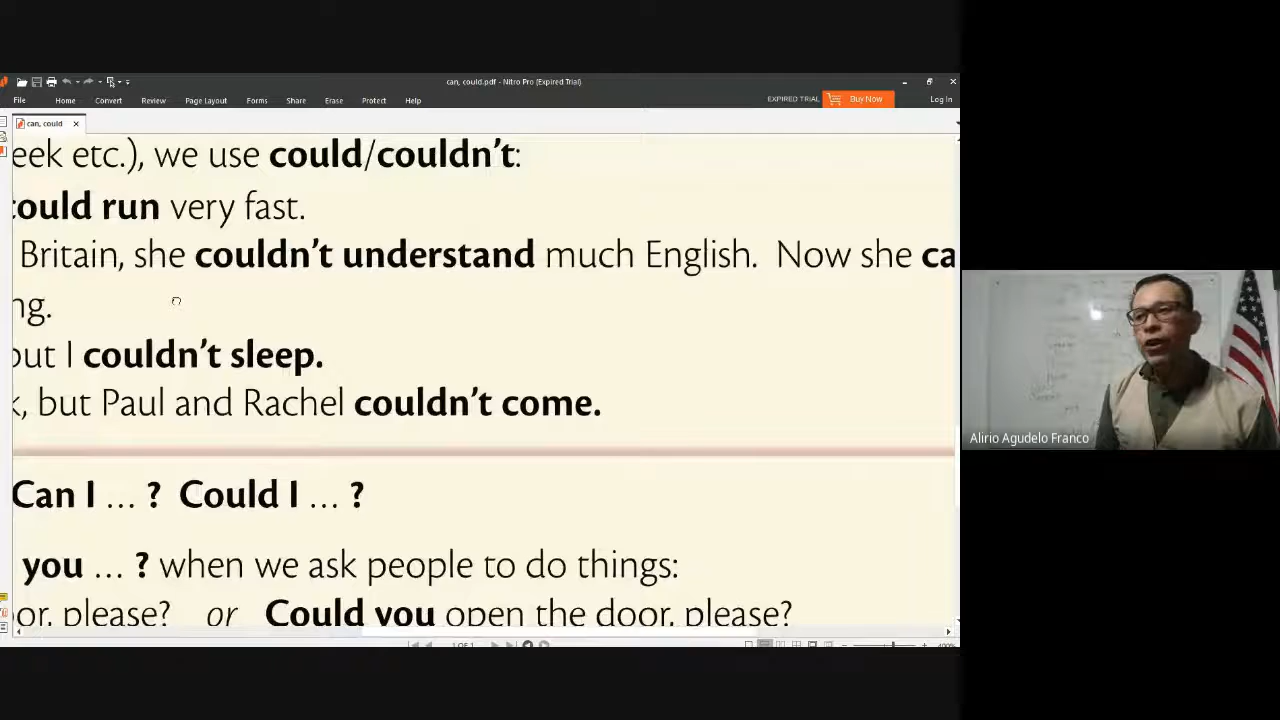 can, could.pdf - Nitro Pro (Expired Trial)
File Home Convert Review Page Layout Forms Share Erase Protect Help EXPIRED TRIAL Buy Now Log In
can, could
eek etc.), we use could/couldn't:
could run very fast.
Britain, she couldn't understand much English. Now she ca
ng.
but I couldn't sleep.
k, but Paul and Rachel couldn't come.
Can I ... ? Could I ... ?
you ... ? when we ask people to do things:
or, please? or Could you open the door, please?
1 OF 1 400%
Alirio Agudelo Franco